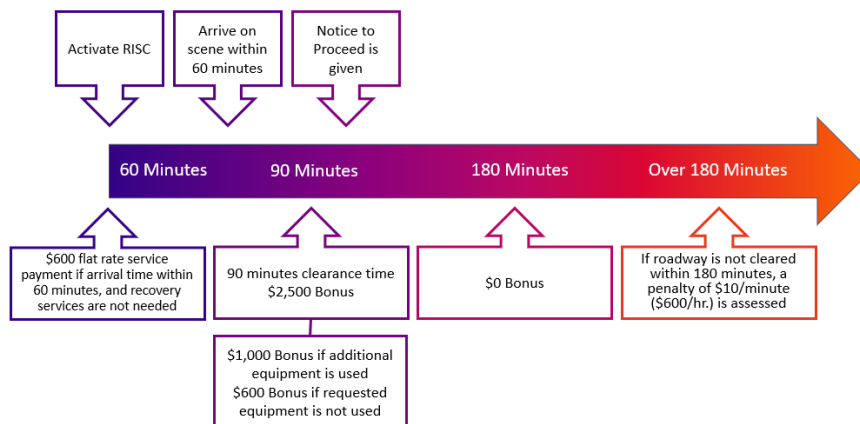 Activate RISC
Arrive on
scene within
60 minutes
Notice to
Proceed is
given
60 Minutes
90 Minutes
180 Minutes
Over 180 Minutes
$600 flat rate service
payment if arrival time within
60 minutes, and recovery
services are not needed
90 minutes clearance time
$2,500 Bonus
$0 Bonus
If roadway is not cleared
within 180 minutes, a
penalty of $10/minute
($600/hr.) is assessed
$1,000 Bonus if additional
equipment is used
$600 Bonus if requested
equipment is not used